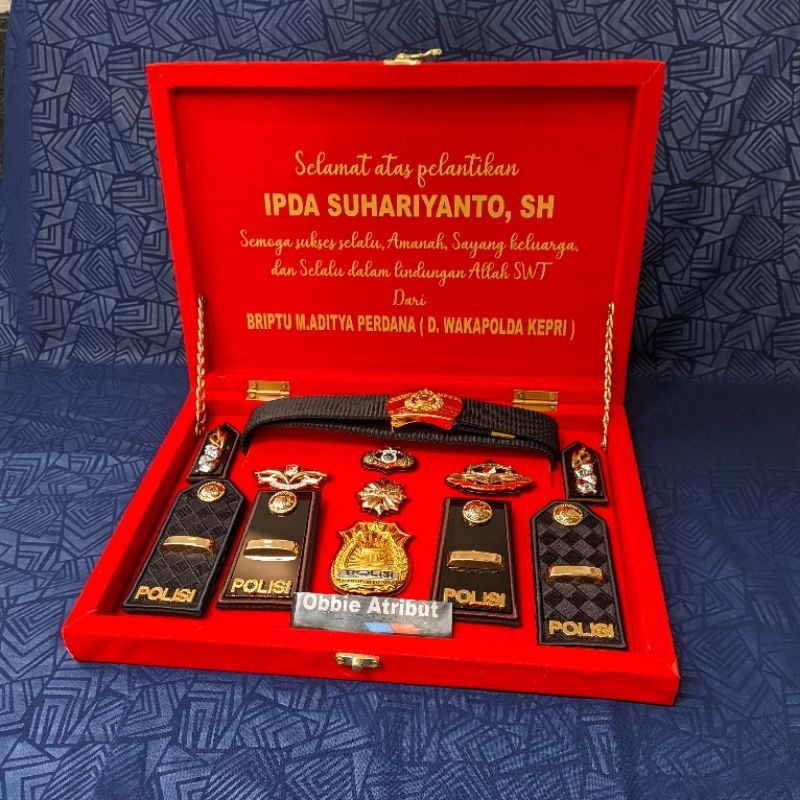 Selamat atas pelantikan
IPDA SUHARIYANTO, SH
Semoga sukses selalu, Amanah, Sayang keluarga,
dan Selalu dalam lindungan Allah SWT
Dari
BRIPTU M.ADITYA PERDANA ( D. WAKAPOLDA KEPRI )
POLISI
POLISI
POLISI
POLISI
POLISI
Obbie Atribut